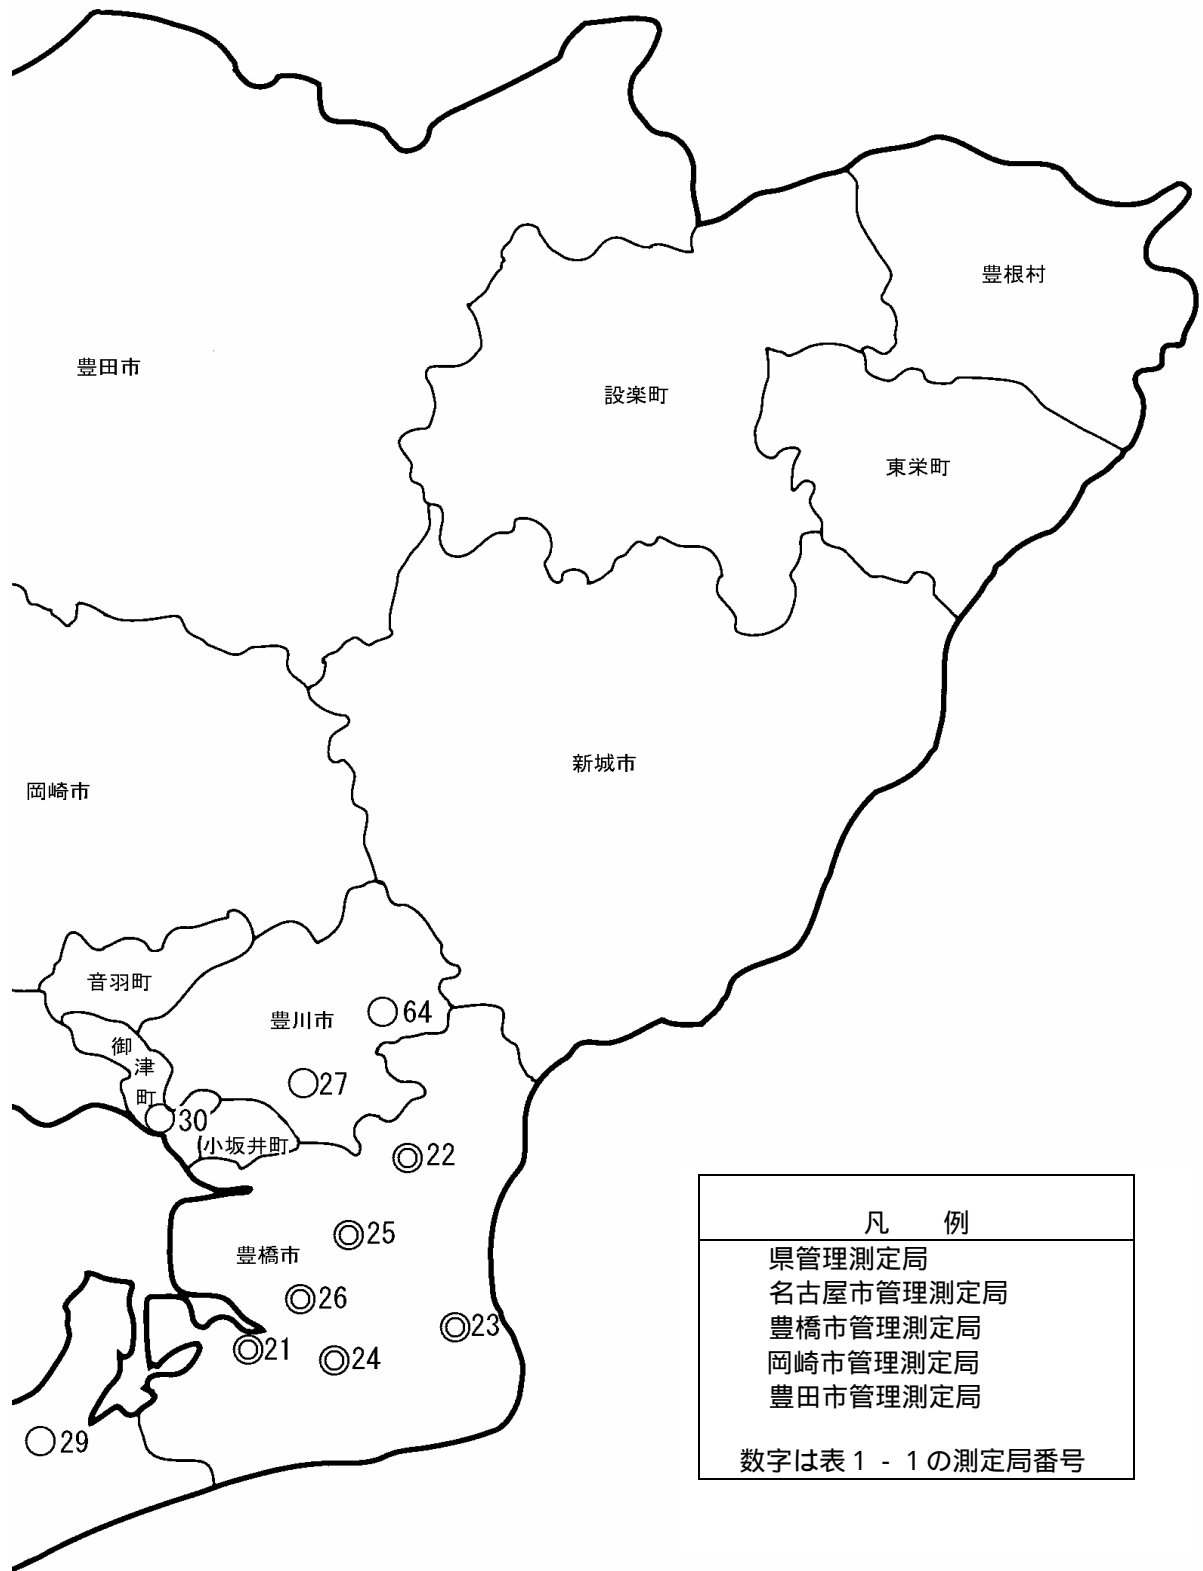 豊根村
豊田市
設楽町
東栄町
新城市
岡崎市
音羽町
64
豊川市
御
津
町
27
30
小坂井町
22
25
豊橋市
26
23
21
24
29
凡 例
県管理測定局
名古屋市管理測定局
豊橋市管理測定局
岡崎市管理測定局
豊田市管理測定局
数字は表1-1の測定局番号